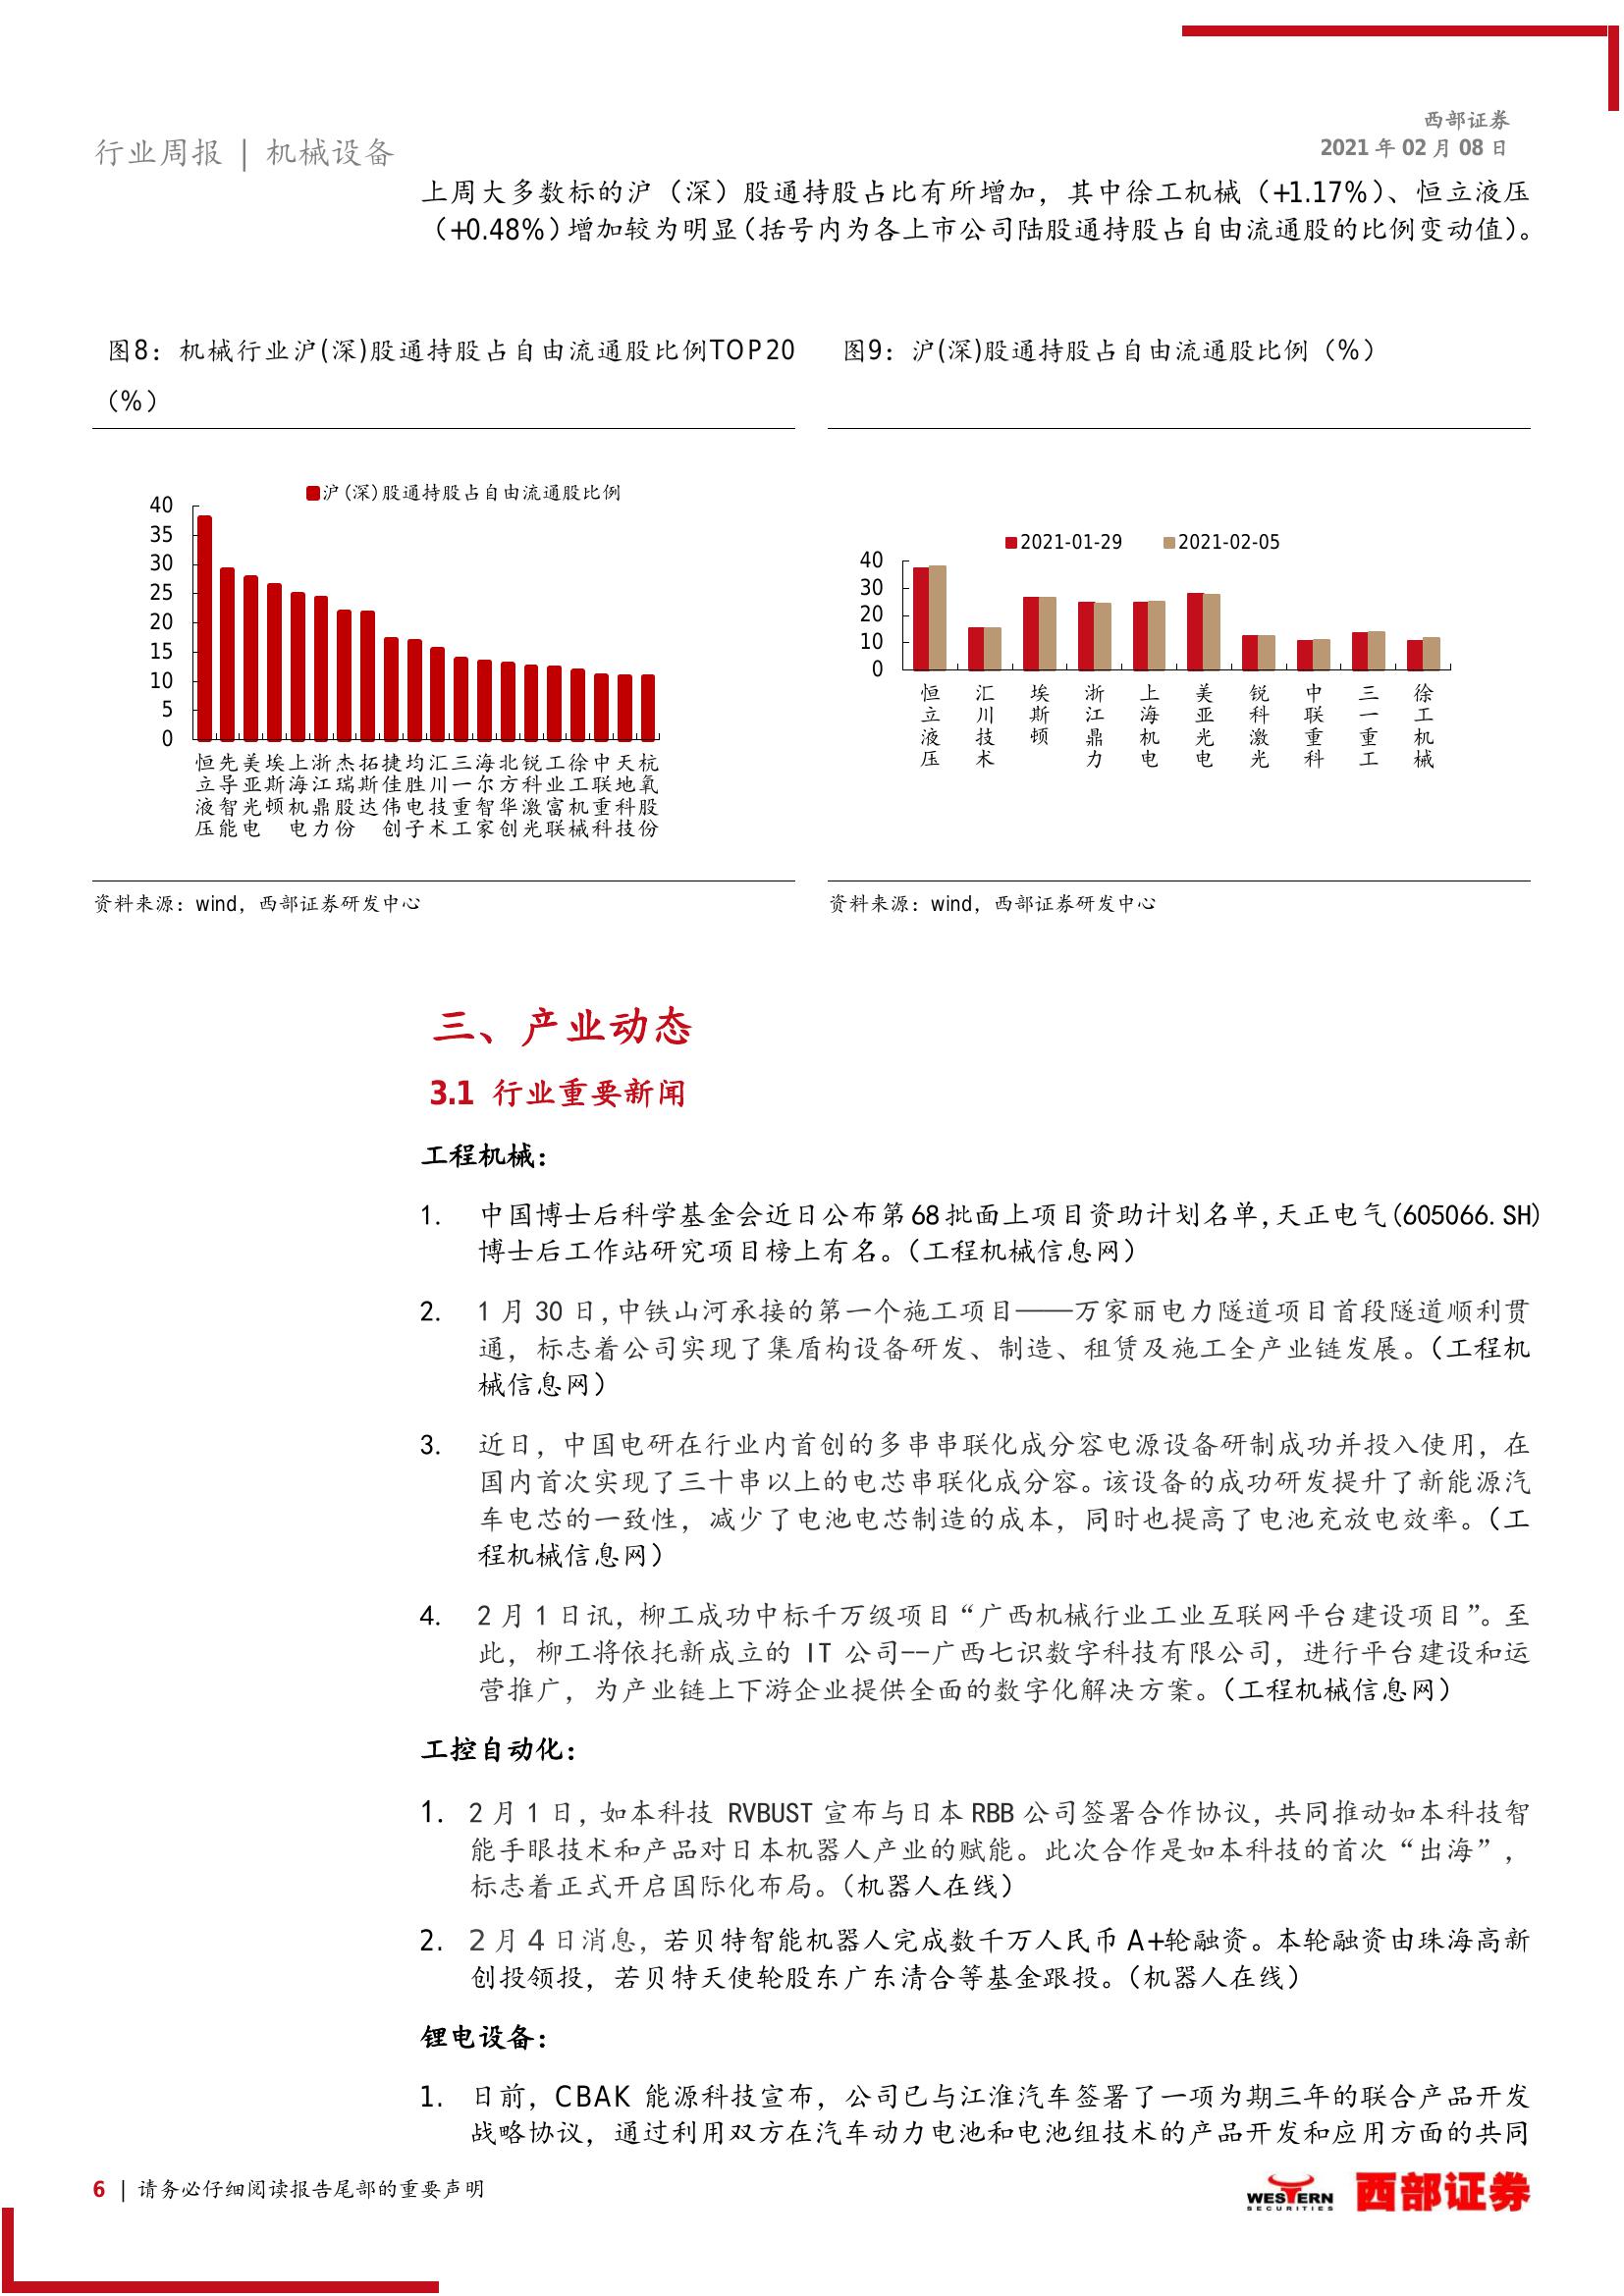 西部证券
行业周报 | 机械设备
2021 年 02 月 08 日
上周大多数标的沪（深）股通持股占比有所增加，其中徐工机械（+1.17%）、恒立液压
（+0.48%）增加较为明显（括号内为各上市公司陆股通持股占自由流通股的比例变动值）。
图8：机械行业沪(深)股通持股占自由流通股比例TOP20
（%）
沪(深)股通持股占自由流通股比例
40
35
30
25
20
15
10
5
0
恒立液压
先导智能
美亚光电
埃斯顿
上海机电
浙江鼎力
杰瑞股份
拓斯达
捷佳伟创
均胜电子
汇川技术
三一重工
海尔智家
北方华创
锐科激光
工业富联
徐工机械
中联重科
天地科技
杭氧股份
资料来源：wind，西部证券研发中心
图9：沪(深)股通持股占自由流通股比例（%）
2021-01-29
2021-02-05
40
30
20
10
0
恒立液压
汇川技术
埃斯顿
浙江鼎力
上海机电
美亚光电
锐科激光
中联重科
三一重工
徐工机械
资料来源：wind，西部证券研发中心
三、产业动态
3.1 行业重要新闻
工程机械：
1. 中国博士后科学基金会近日公布第68批面上项目资助计划名单,天正电气(605066.SH)
博士后工作站研究项目榜上有名。（工程机械信息网）
2. 1 月 30 日,中铁山河承接的第一个施工项目——万家丽电力隧道项目首段隧道顺利贯
通，标志着公司实现了集盾构设备研发、制造、租赁及施工全产业链发展。（工程机
械信息网）
3. 近日，中国电研在行业内首创的多串串联化成分容电源设备研制成功并投入使用，在
国内首次实现了三十串以上的电芯串联化成分容。该设备的成功研发提升了新能源汽
车电芯的一致性，减少了电池电芯制造的成本，同时也提高了电池充放电效率。（工
程机械信息网）
4. 2 月 1 日讯，柳工成功中标千万级项目“广西机械行业工业互联网平台建设项目”。至
此，柳工将依托新成立的 IT 公司--广西七识数字科技有限公司，进行平台建设和运
营推广，为产业链上下游企业提供全面的数字化解决方案。（工程机械信息网）
工控自动化：
1. 2 月 1 日,如本科技 RVBUST 宣布与日本 RBB 公司签署合作协议,共同推动如本科技智
能手眼技术和产品对日本机器人产业的赋能。此次合作是如本科技的首次“出海”，
标志着正式开启国际化布局。（机器人在线）
2. 2 月 4 日消息，若贝特智能机器人完成数千万人民币 A+轮融资。本轮融资由珠海高新
创投领投，若贝特天使轮股东广东清合等基金跟投。（机器人在线）
锂电设备：
1. 日前，CBAK 能源科技宣布，公司已与江淮汽车签署了一项为期三年的联合产品开发
战略协议，通过利用双方在汽车动力电池和电池组技术的产品开发和应用方面的共同
6 | 请务必仔细阅读报告尾部的重要声明
WESTERN
SECURITIES
西部证券